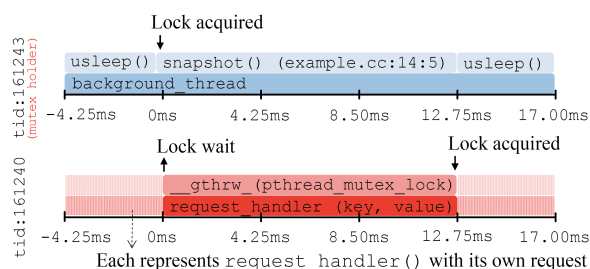 Lock acquired
tid:161243
(mutex holder)
usleep() snapshot() (example.cc:14:5) usleep()
background_thread
-4.25ms 0ms 4.25ms 8.50ms 12.75ms 17.00ms
Lock wait Lock acquired
tid:161240
__gthrw_(pthread_mutex_lock)
request_handler (key, value)
-4.25ms 0ms 4.25ms 8.50ms 12.75ms 17.00ms
Each represents request handler() with its own request